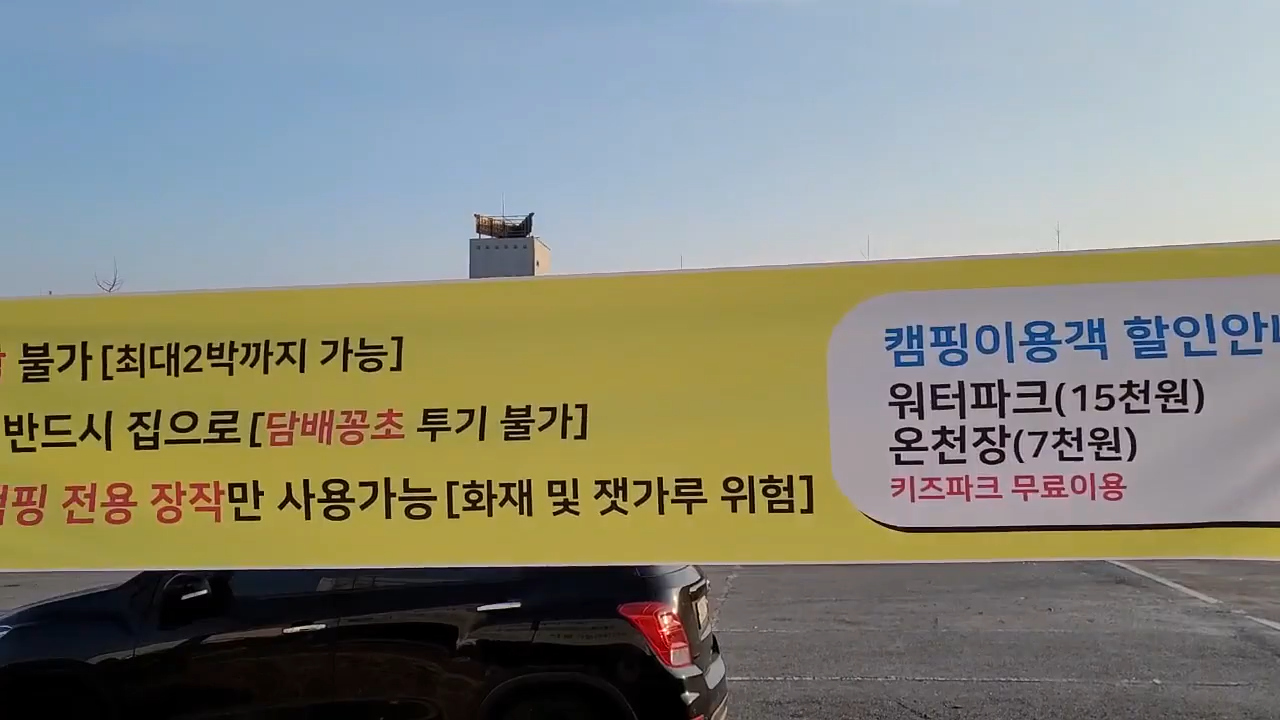 불가 [최대2박까지 가능]
반드시 집으로 [담배꽁초 투기 불가]
핑 전용 장작만 사용가능 [화재 및 잿가루 위험]
캠핑이용객 할인안
워터파크(15천원)
온천장(7천원)
키즈파크 무료이용